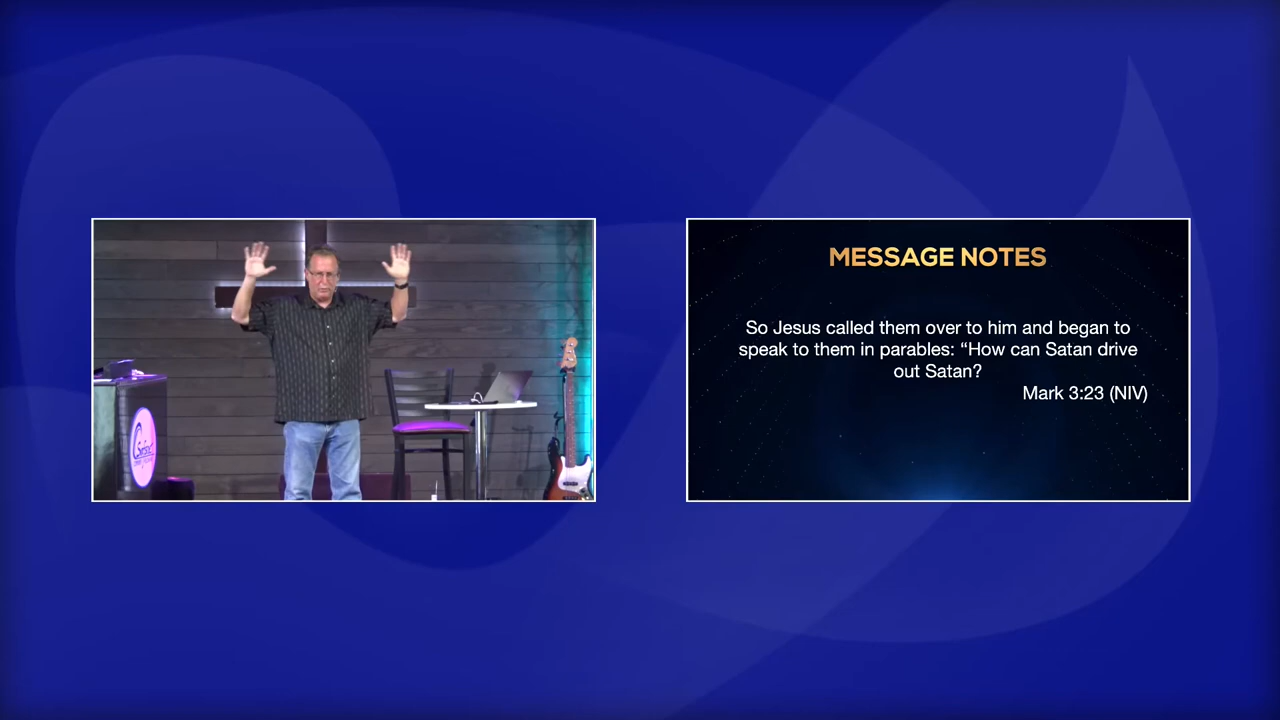 MESSAGE NOTES
So Jesus called them over to him and began to
speak to them in parables: “How can Satan drive
out Satan?
Mark 3:23 (NIV)